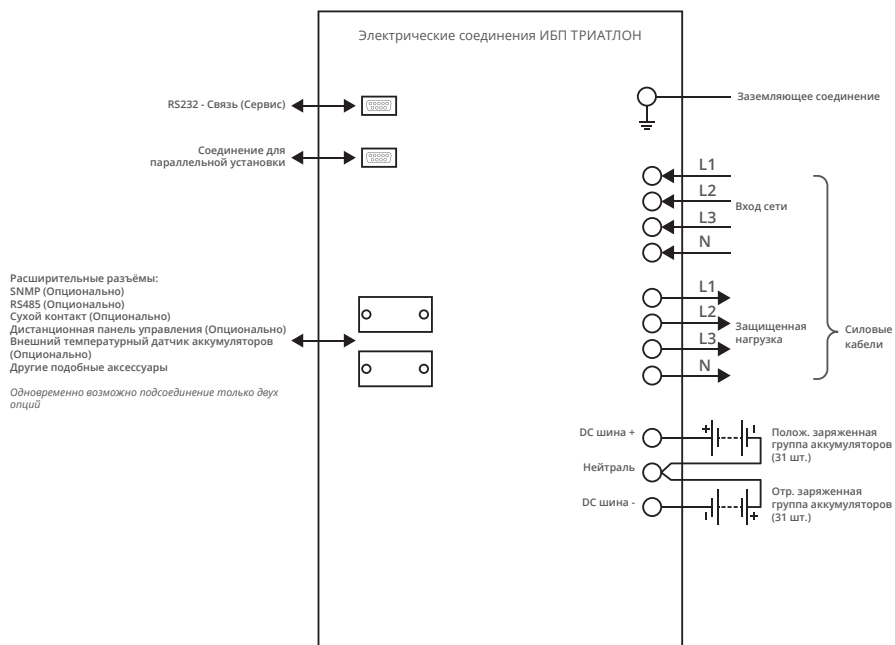 Электрические соединения ИБП ТРИАТЛОН
RS232 - Связь (Сервис)
Соединение для
параллельной установки
Расширительные разъёмы:
SNMP (Опционально)
RS485 (Опционально)
Сухой контакт (Опционально)
Дистанционная панель управления (Опционально)
Внешний температурный датчик аккумуляторов
(Опционально)
Другие подобные аксессуары
Одновременно возможно подсоединение только двух
опций
Заземляющее соединение
L1
L2
L3
N
Вход сети
L1
L2
L3
N
Защищенная
нагрузка
Силовые
кабели
DC шина +
Нейтраль
DC шина -
Полож. заряженная
группа аккумуляторов
(31 шт.)
Отр. заряженная
группа аккумуляторов
(31 шт.)